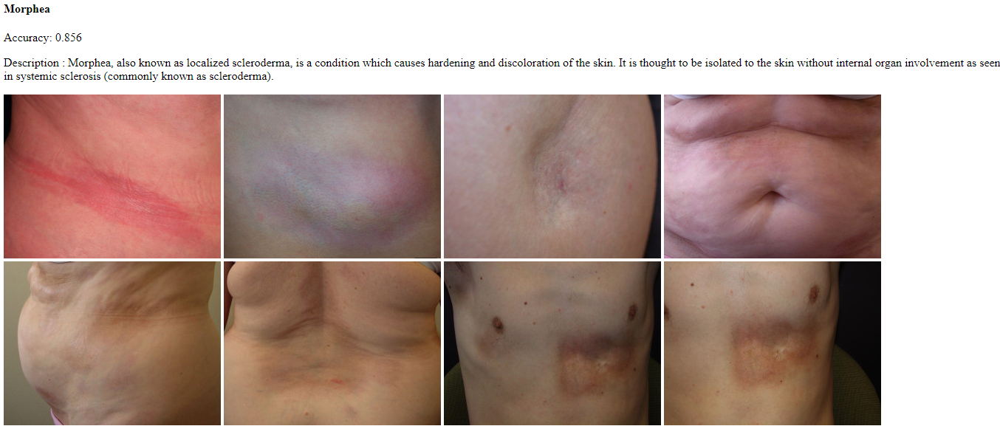 Morphea
Accuracy: 0.856
Description : Morphea, also known as localized scleroderma, is a condition which causes hardening and discoloration of the skin. It is thought to be isolated to the skin without internal organ involvement as seen
in systemic sclerosis (commonly known as scleroderma).